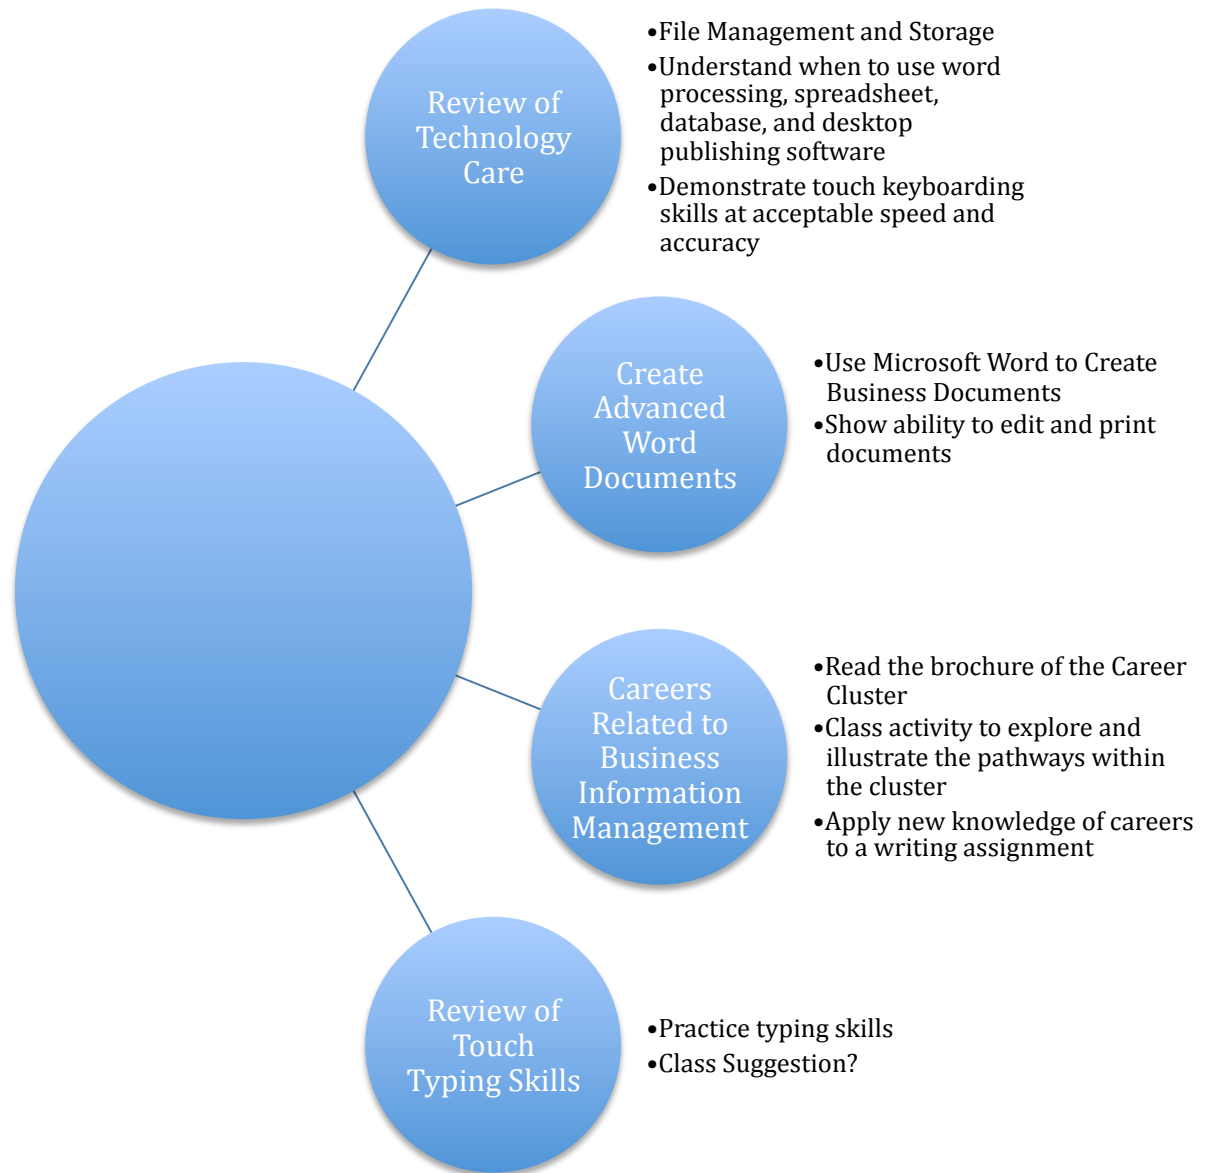 Review of
Technology
Care
•File Management and Storage
•Understand when to use word
processing, spreadsheet,
database, and desktop
publishing software
•Demonstrate touch keyboarding
skills at acceptable speed and
accuracy
Create
Advanced
Word
Documents
•Use Microsoft Word to Create
Business Documents
•Show ability to edit and print
documents
Careers
Related to
Business
Information
Management
•Read the brochure of the Career
Cluster
•Class activity to explore and
illustrate the pathways within
the cluster
•Apply new knowledge of careers
to a writing assignment
Review of
Touch
Typing Skills
•Practice typing skills
•Class Suggestion?